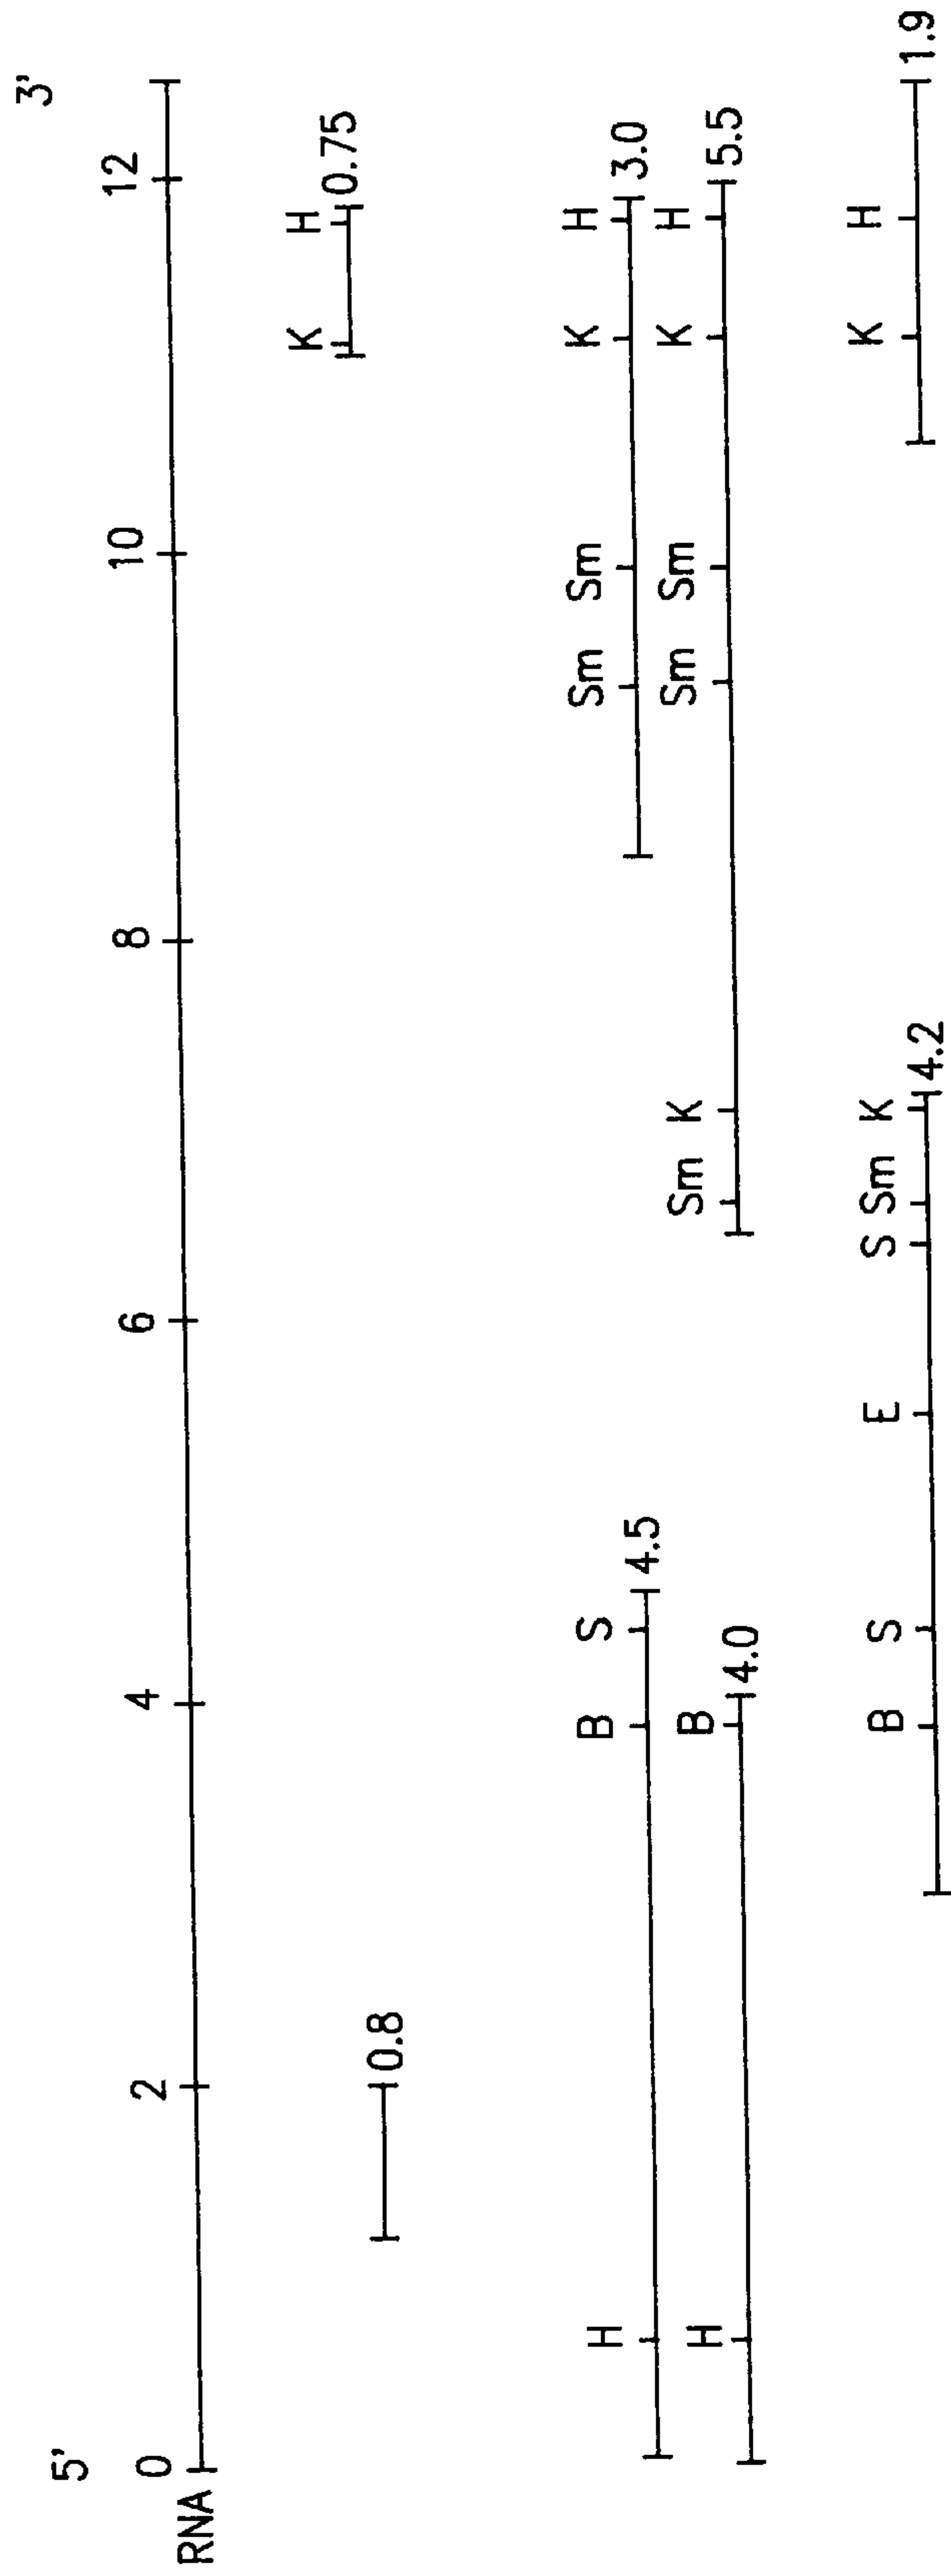 5' 3'
RNA 0 2 4 6 8 10 12
K H
0.75
0.8
Sm Sm K H
3.0
H B S
4.5
Sm K Sm Sm K H
5.5
H B
4.0
K H
1.9
B S E S Sm K
4.2